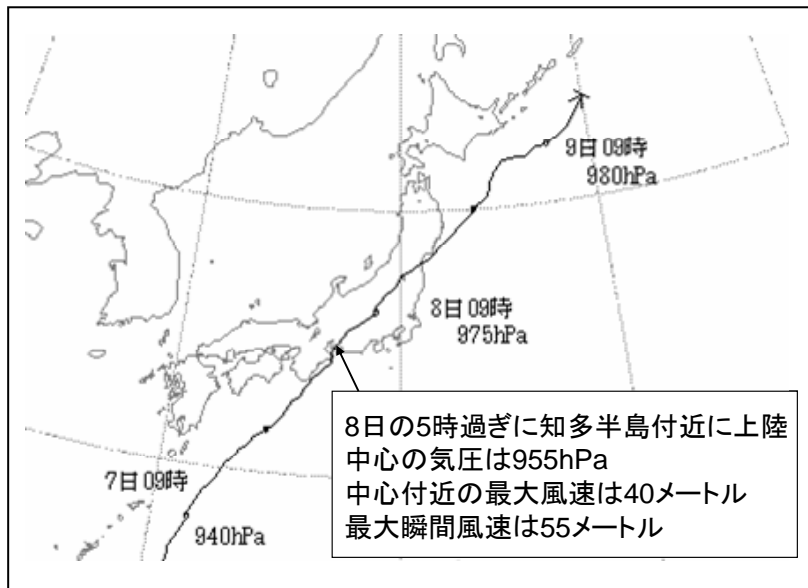 9日09時
980hPa
8日09時
975hPa
8日の5時過ぎに知多半島付近に上陸
中心の気圧は955hPa
中心付近の最大風速は40メートル
最大瞬間風速は55メートル
7日09時
940hPa